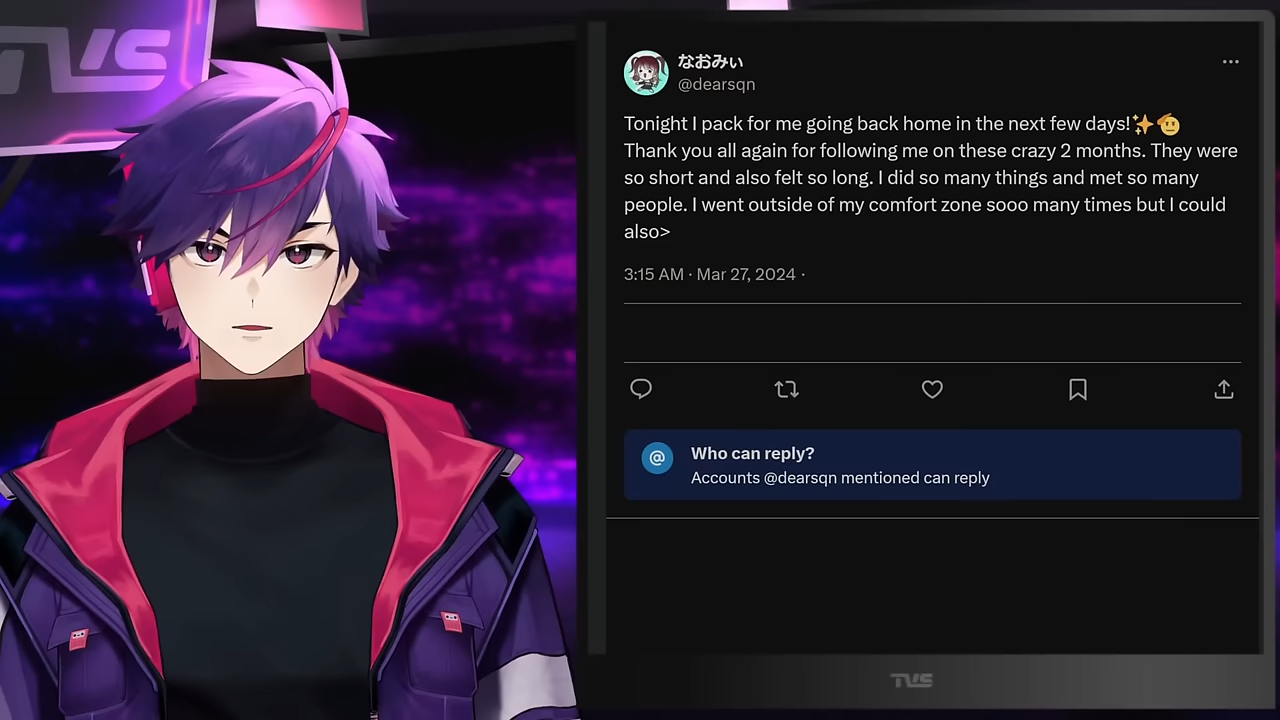 TVS
なおみぃ
@dearsqn
Tonight I pack for me going back home in the next few days!✨🫡
Thank you all again for following me on these crazy 2 months. They were
so short and also felt so long. I did so many things and met so many
people. I went outside of my comfort zone sooo many times but I could
also>
3:15 AM · Mar 27, 2024 ·
@
Who can reply?
Accounts @dearsqn mentioned can reply
TVS